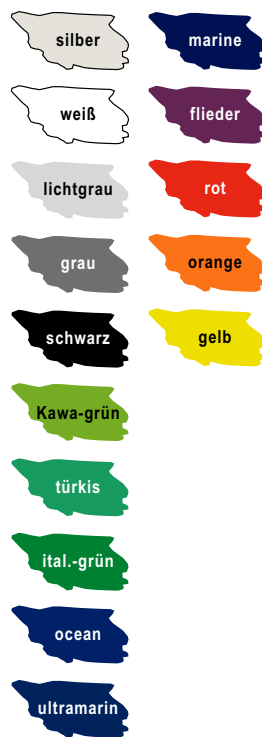 silber
weiß
lichtgrau
grau
schwarz
Kawa-grün
türkis
ital.-grün
ocean
ultramarin
marine
flieder
rot
orange
gelb